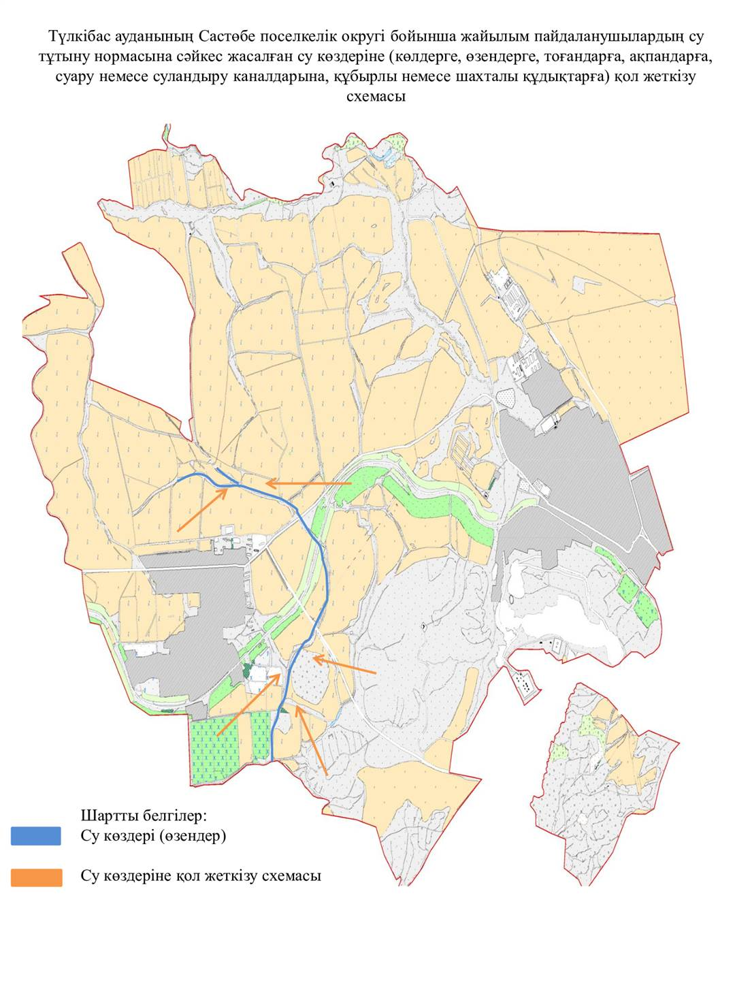 Түлкібас ауданының Састөбе поселкелік округі бойынша жайылым пайдаланушылардың су
тұтыну нормасына сәйкес жасалған су көздеріне (көлдерге, өзендерге, тоғандарға, ақпандарға,
суару немесе суландыру каналдарына, құбырлы немесе шахталы құдықтарға) қол жеткізу
схемасы
Шартты белгілер:
Су көздері (өзендер)
Су көздеріне қол жеткізу схемасы